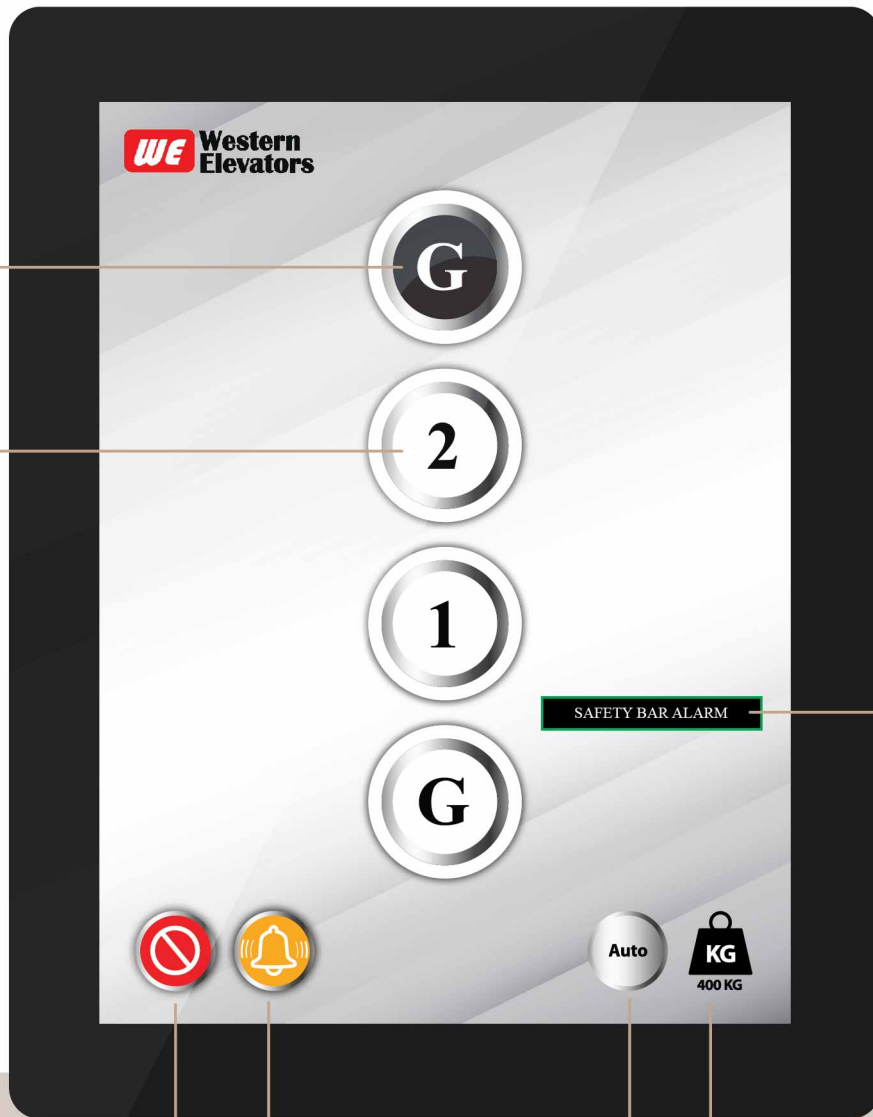 WE Western
Elevators
G
2
1
SAFETY BAR ALARM
G
Auto
KG
400 KG